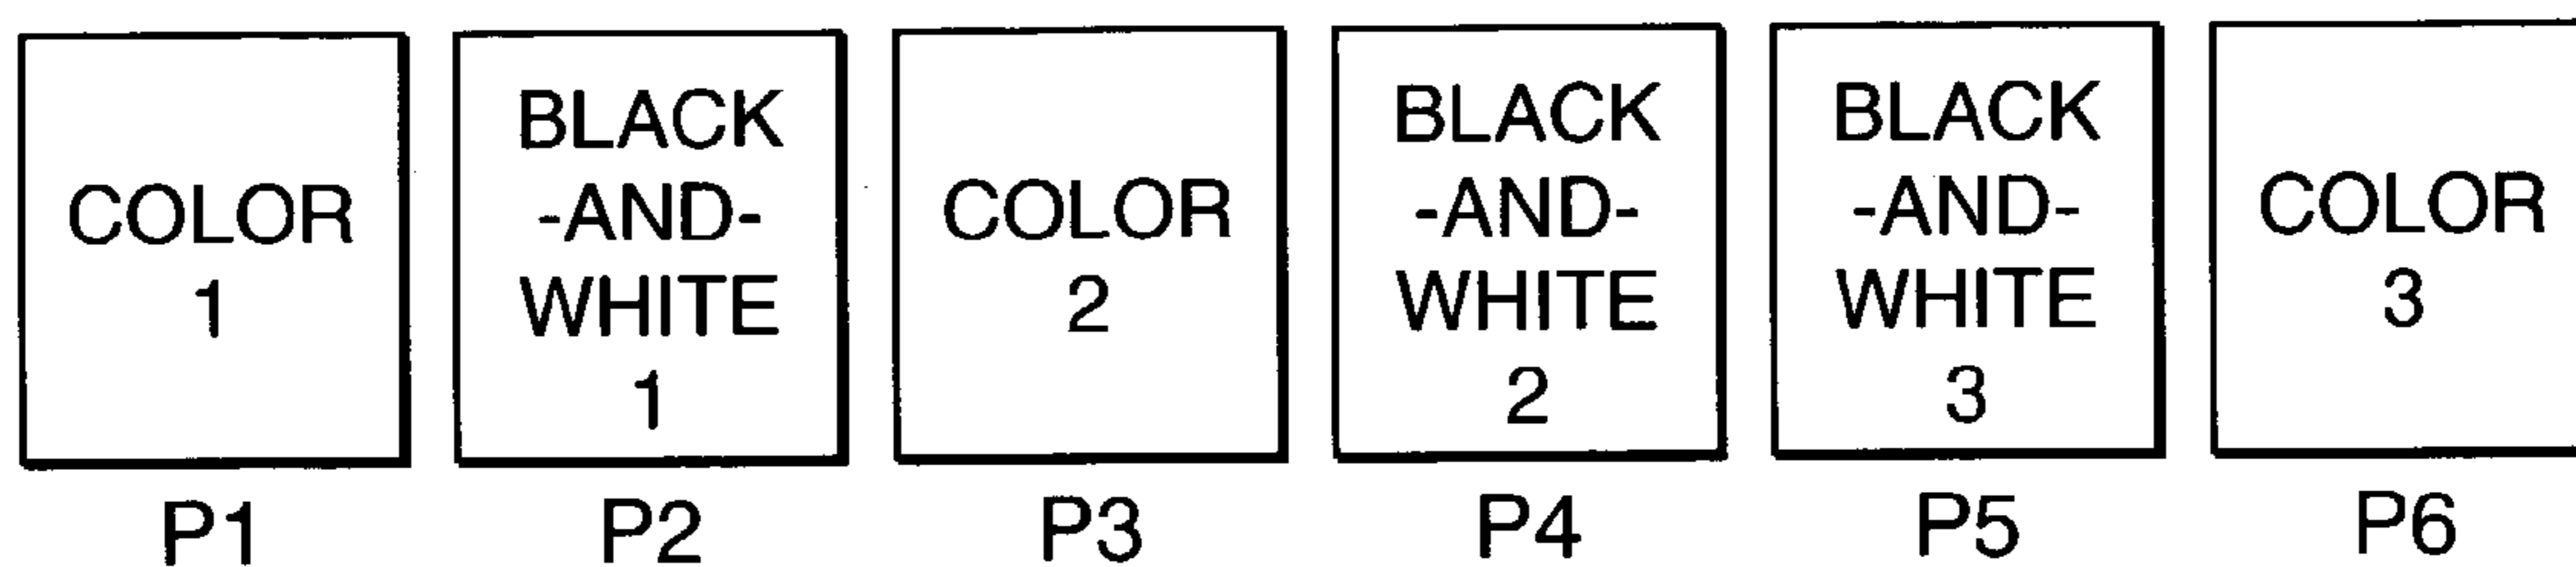 COLOR
1
BLACK
-AND-
WHITE
1
COLOR
2
BLACK
-AND-
WHITE
2
BLACK
-AND-
WHITE
3
COLOR
3
P1 P2 P3 P4 P5 P6